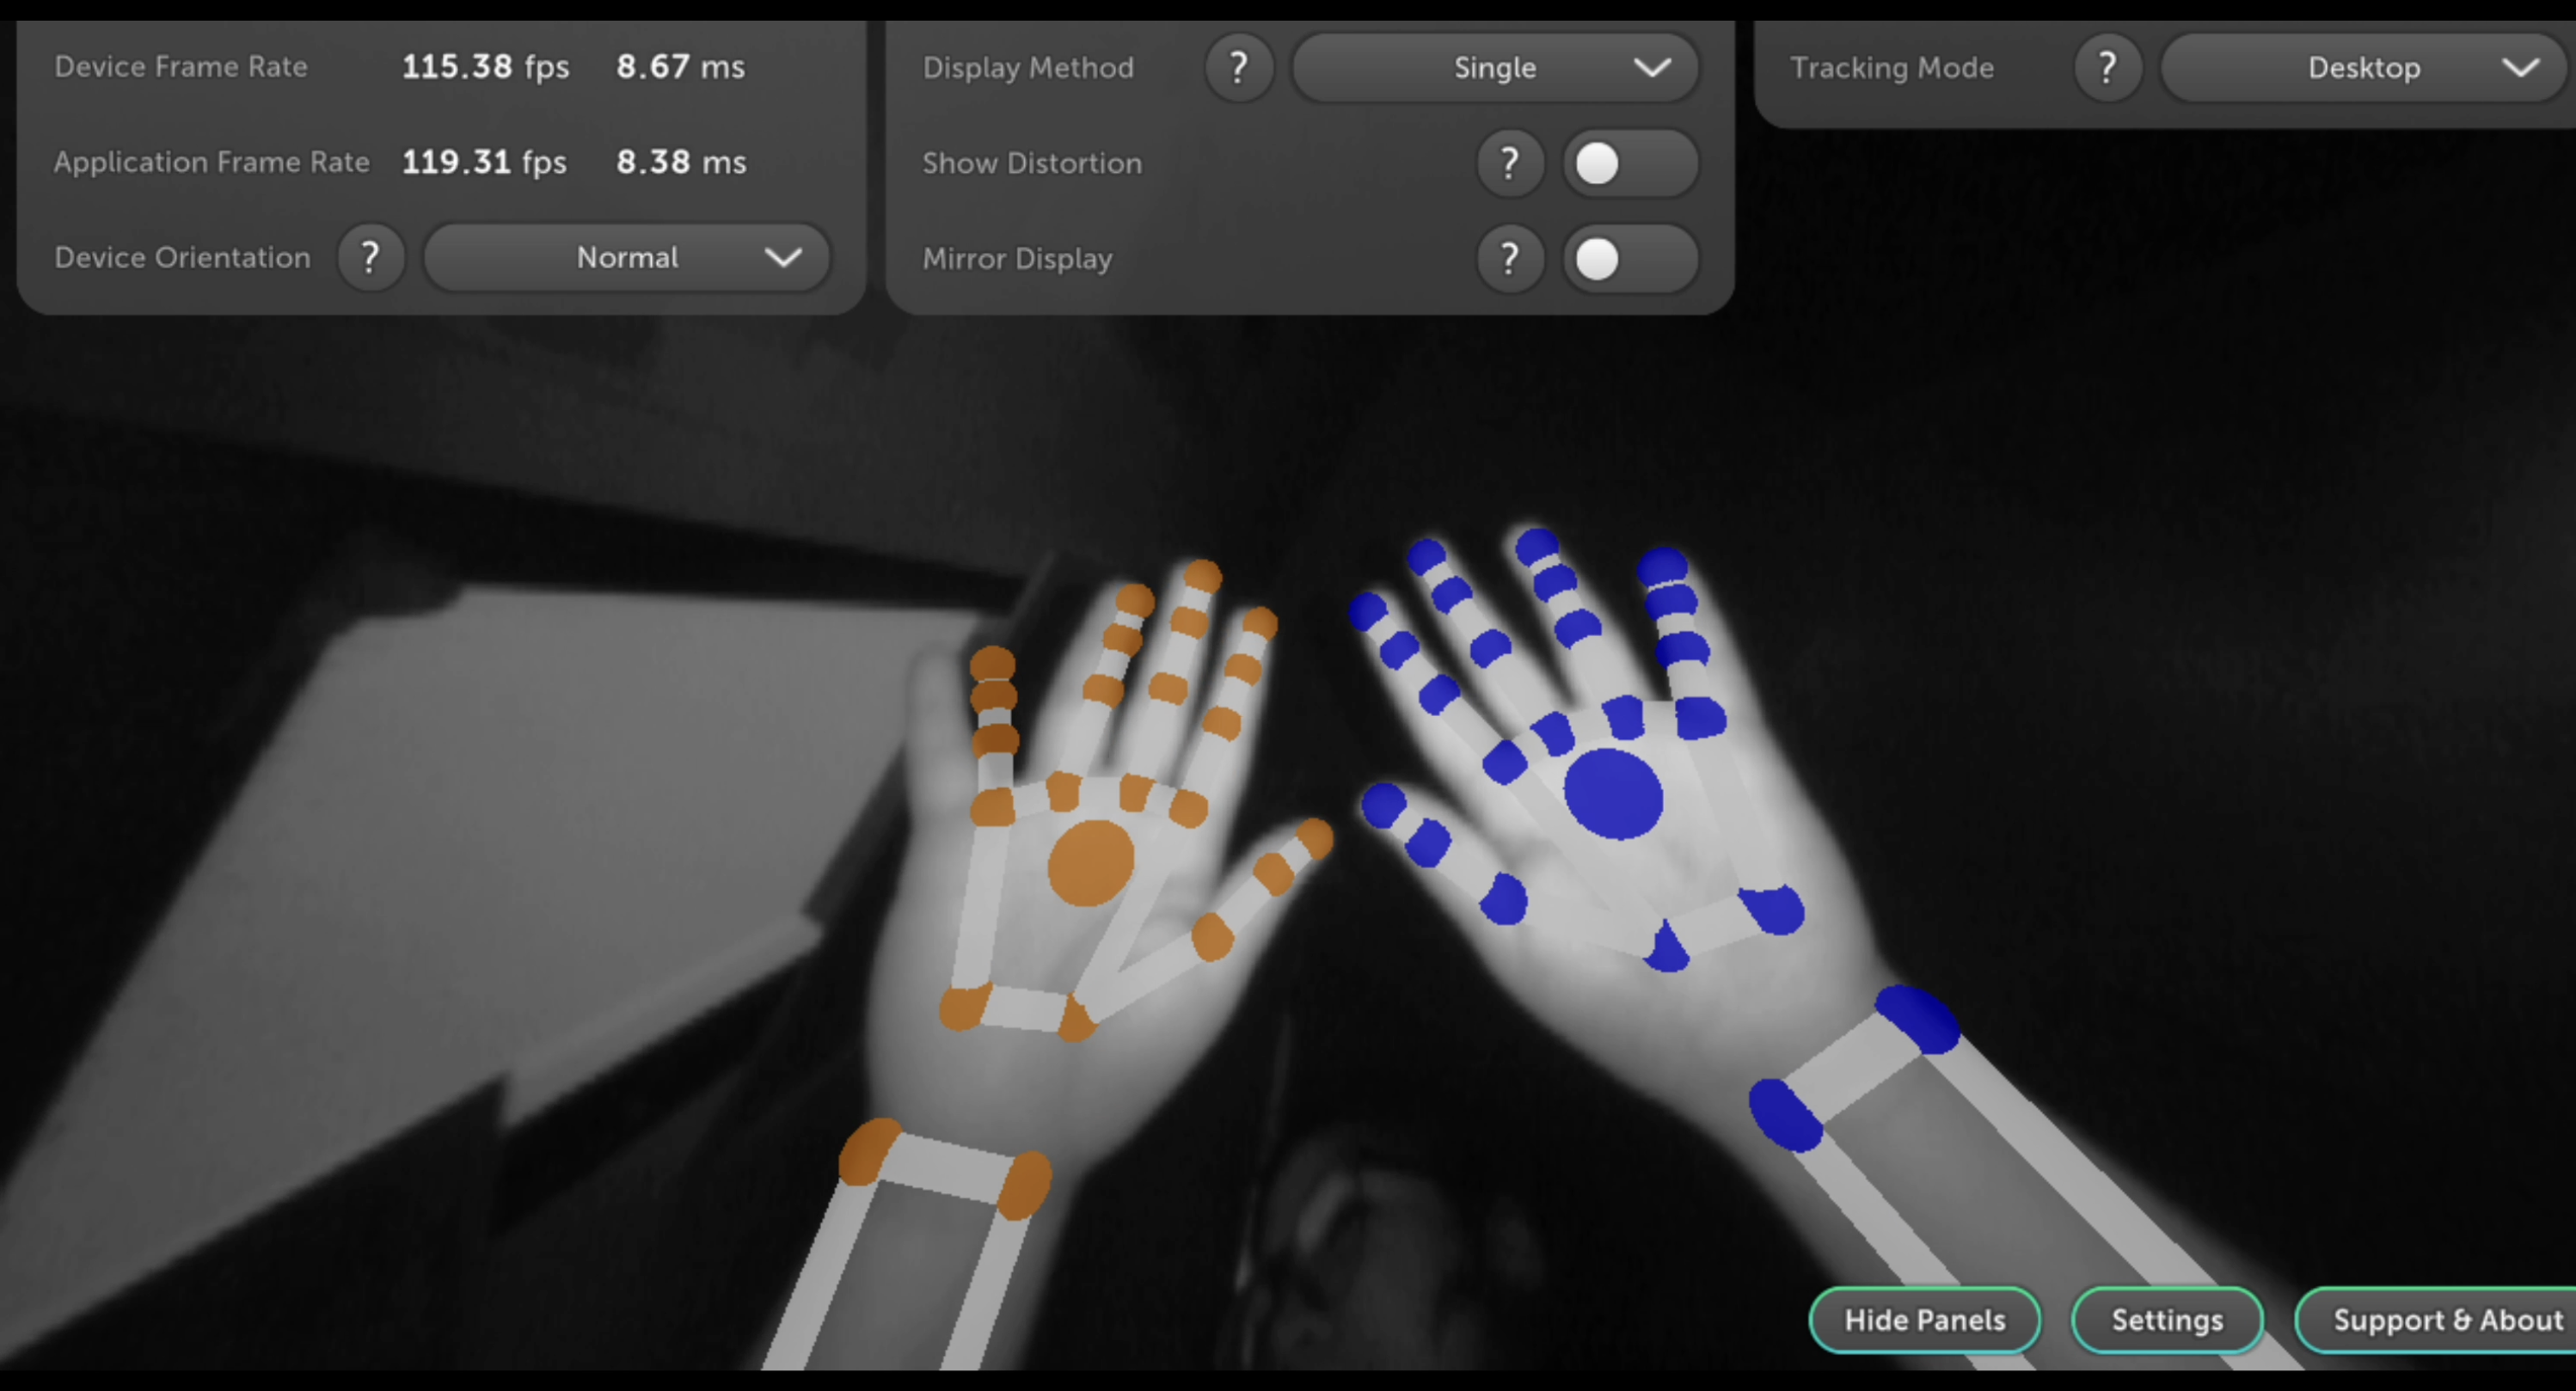 Device Frame Rate 115.38 fps 8.67 ms
Application Frame Rate 119.31 fps 8.38 ms
Device Orientation ? Normal
Display Method ? Single
Show Distortion ?
Mirror Display ?
Tracking Mode ? Desktop
Hide Panels
Settings
Support & About